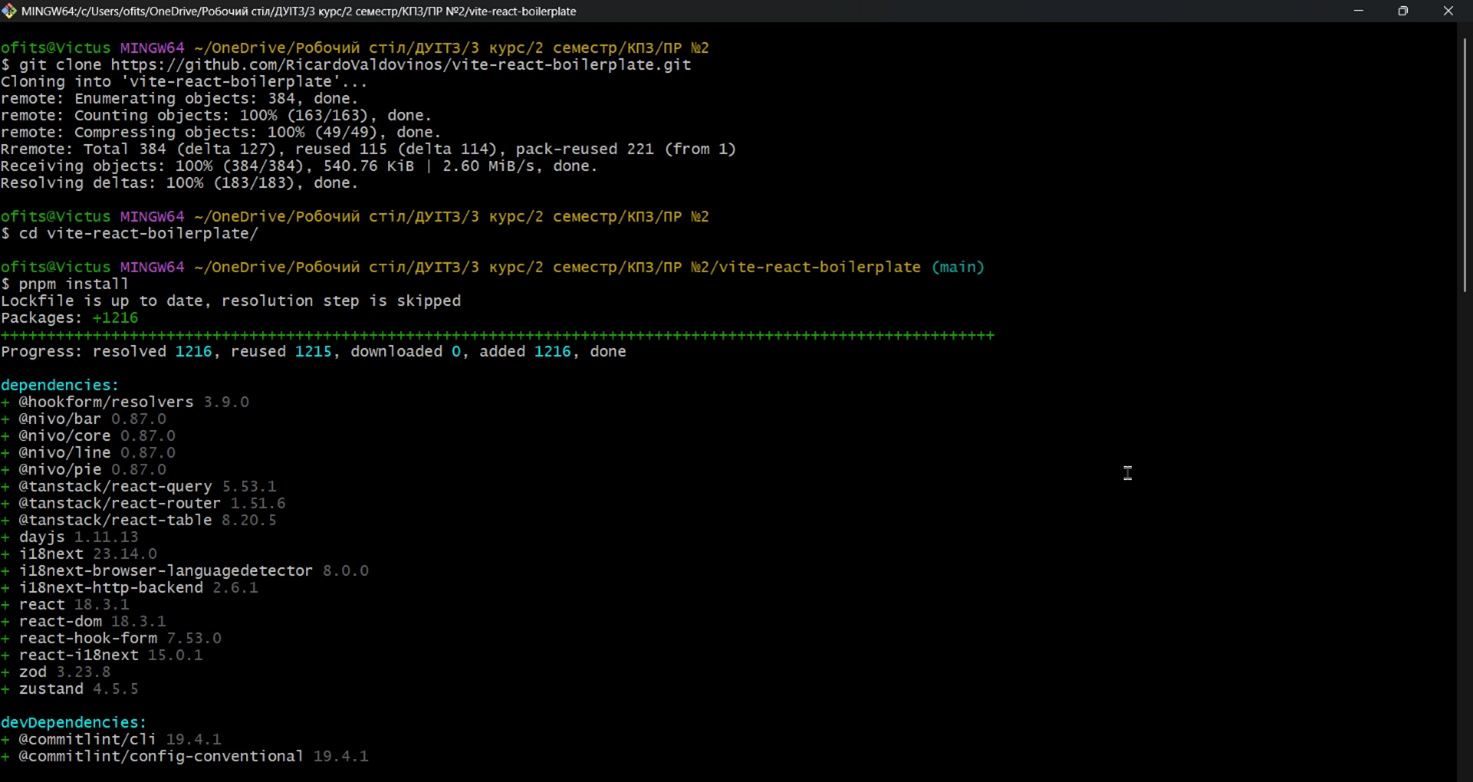 MINGW64:/c/Users/ofits/OneDrive/Робочий стіл/ДУІТЗ/3 курс/2 семестр/КПЗ/ПР №2/vite-react-boilerplate
ofits@Victus MINGW64 ~/OneDrive/Робочий стіл/ДУІТЗ/3 курс/2 семестр/КПЗ/ПР №2
$ git clone https://github.com/RicardoValdovinos/vite-react-boilerplate.git
Cloning into 'vite-react-boilerplate'...
remote: Enumerating objects: 384, done.
remote: Counting objects: 100% (163/163), done.
remote: Compressing objects: 100% (49/49), done.
Rremote: Total 384 (delta 127), reused 115 (delta 114), pack-reused 221 (from 1)
Receiving objects: 100% (384/384), 540.76 KiB | 2.60 MiB/s, done.
Resolving deltas: 100% (183/183), done.
ofits@Victus MINGW64 ~/OneDrive/Робочий стіл/ДУІТЗ/3 курс/2 семестр/КПЗ/ПР №2
$ cd vite-react-boilerplate/
ofits@Victus MINGW64 ~/OneDrive/Робочий стіл/ДУІТЗ/3 курс/2 семестр/КПЗ/ПР №2/vite-react-boilerplate (main)
$ pnpm install
Lockfile is up to date, resolution step is skipped
Packages: +1216
++++++++++++++++++++++++++++++++++++++++++++++++++++++++++++++++++++++++++++++++++++++++++++++++++++++++++++
Progress: resolved 1216, reused 1215, downloaded 0, added 1216, done
dependencies:
+ @hookform/resolvers 3.9.0
+ @nivo/bar 0.87.0
+ @nivo/core 0.87.0
+ @nivo/line 0.87.0
+ @nivo/pie 0.87.0
+ @tanstack/react-query 5.53.1
+ @tanstack/react-router 1.51.6
+ @tanstack/react-table 8.20.5
+ dayjs 1.11.13
+ i18next 23.14.0
+ i18next-browser-languagedetector 8.0.0
+ i18next-http-backend 2.6.1
+ react 18.3.1
+ react-dom 18.3.1
+ react-hook-form 7.53.0
+ react-i18next 15.0.1
+ zod 3.23.8
+ zustand 4.5.5
devDependencies:
+ @commitlint/cli 19.4.1
+ @commitlint/config-conventional 19.4.1